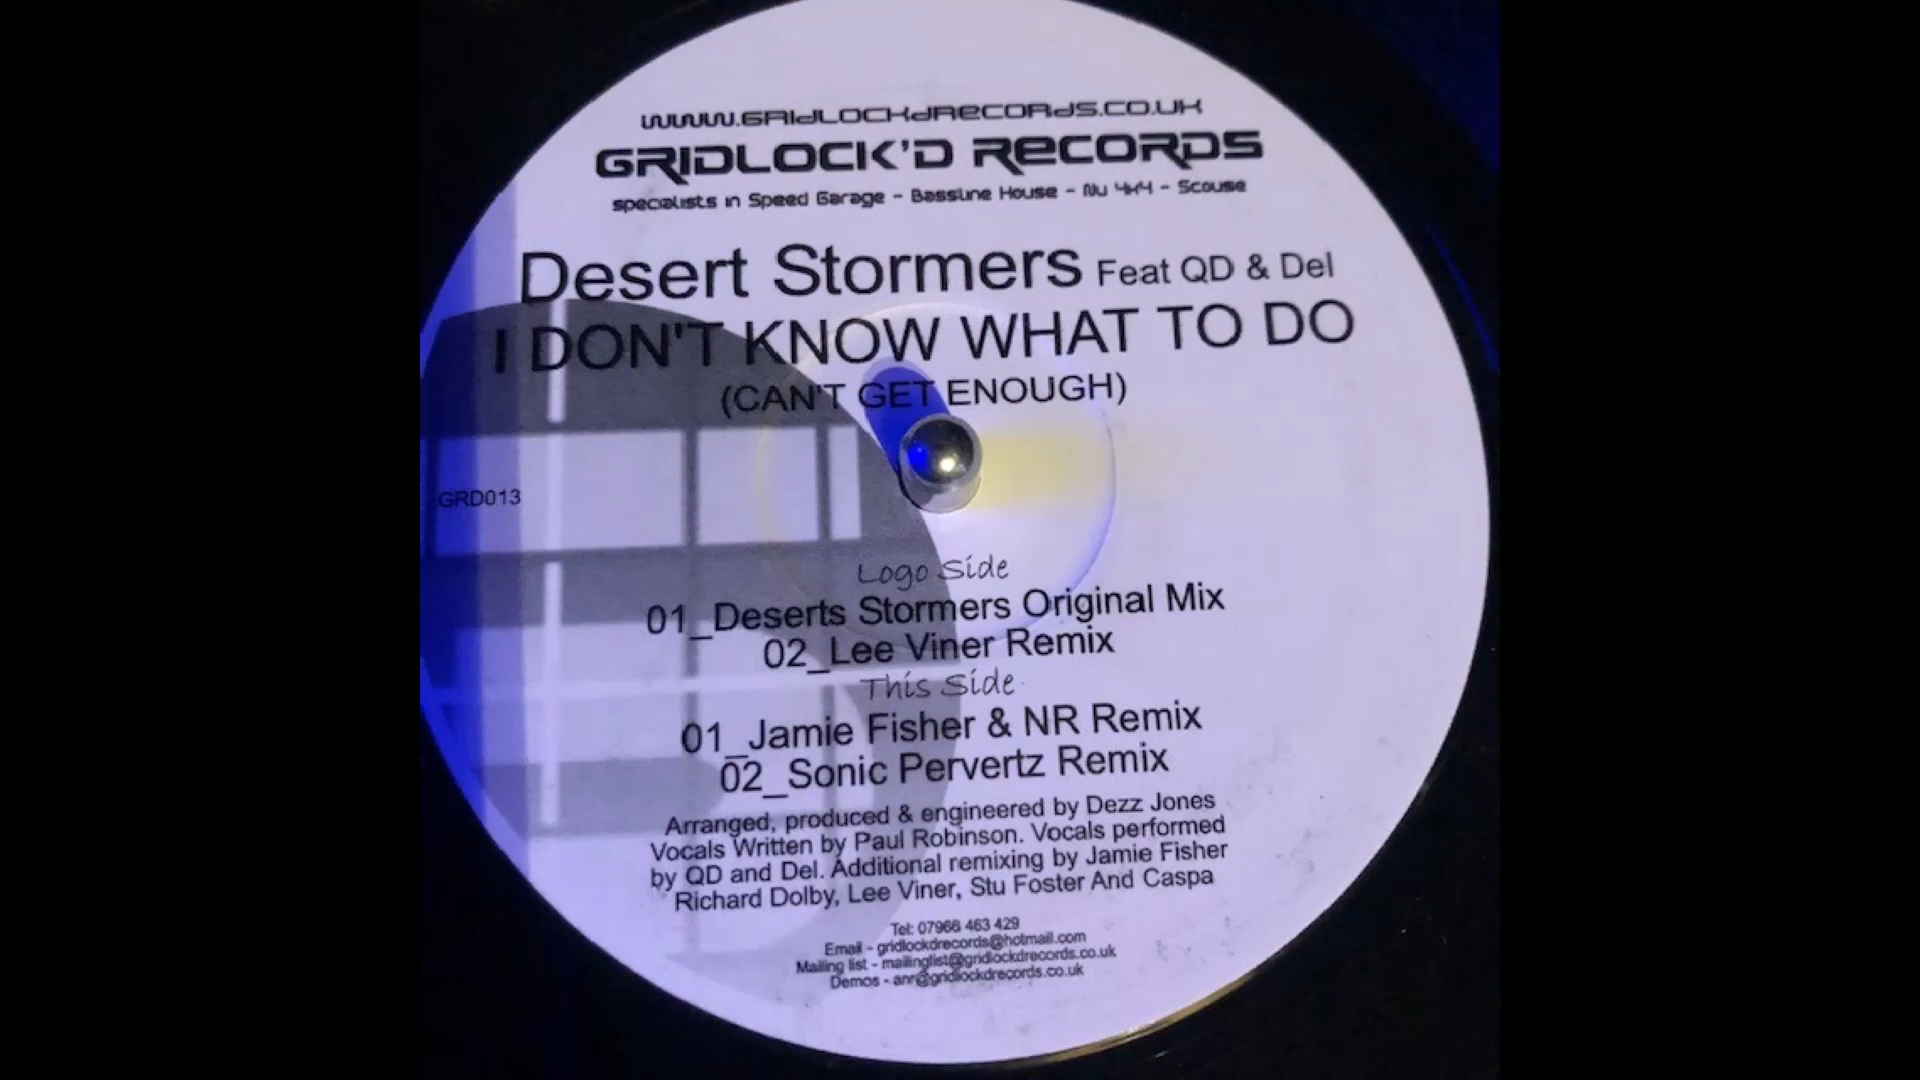 www.gridlockdrecords.co.uk
GRIDLOCK'D RECORDS
specialists in Speed Garage - Bassline House - Nu 4x4 - Scouse
Desert Stormers Feat QD & Del
I DON'T KNOW WHAT TO DO
(CAN'T GET ENOUGH)
GRD013
Logo Side
01_Deserts Stormers Original Mix
02_Lee Viner Remix
This Side
01_Jamie Fisher & NR Remix
02_Sonic Pervertz Remix
Arranged, produced & engineered by Dezz Jones
Vocals Written by Paul Robinson. Vocals performed
by QD and Del. Additional remixing by Jamie Fisher
Richard Dolby, Lee Viner, Stu Foster And Caspa
Tel: 07966 463 429
Email - gridlockdrecords@hotmail.com
Mailing list - mailinglist@gridlockdrecords.co.uk
Demos - anr@gridlockdrecords.co.uk